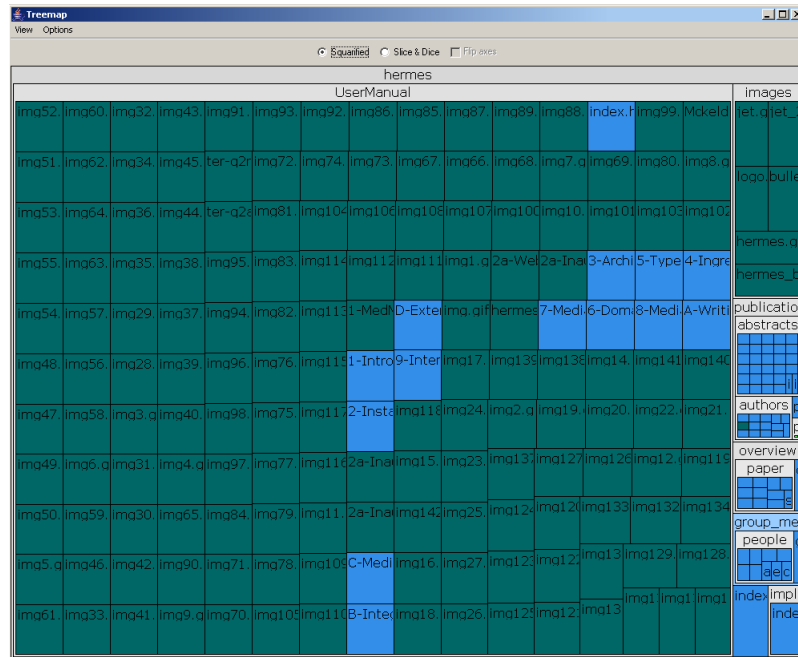 Treemap
View Options
Squarified Slice & Dice Flip axes
hermes
UserManual images
img52. img60. img32. img43. img91. img93. img92. img86. img85. img87. img89. img88. index.h img99. Mckeld jet.g jet_
img51. img62. img34. img45. ter-q2r img72. img74. img73. img67. img66. img68. img7.g img69. img80. img8.g logo. bulle
img53. img64. img36. img44. ter-q2a img81. img104 img106 img108 img107 img100 img10. img101 img103 img102 hermes.g
img55. img63. img35. img38. img95. img83. img114 img112 img111 img1.g 2a-Wel 2a-Ina 3-Archi 5-Type 4-Ingre hermes_b
img54. img57. img29. img37. img94. img82. img113 1-MedN D-Exter img.gif hermes 7-Medi 6-Doma 8-Medi A-Writi publicatio
abstracts
img48. img56. img28. img39. img96. img76. img115 1-Intro 9-Inter img17. img139 img138 img14. img141 img140
img47. img58. img3.g img40. img98. img75. img117 2-Insta img118 img24. img2.g img19. img20. img22. img21. authors
img49. img6.g img31. img4.g img97. img77. img116 2a-Ina img15. img23. img137 img127 img126 img12. img119 overview
paper
img50. img59. img30. img65. img84. img79. img11. 2a-Ina img142 img25. img124 img120 img133 img132 img134 group_me
people
img5.g img46. img42. img90. img71. img78. img109 C-Medi img16. img27. img123 img122 img13 img129. img128. a e c
img61. img33. img41. img9.g img70. img105 img110 B-Integ img18. img26. img125 img12 img13 img1 img1 img1 index impl
inde